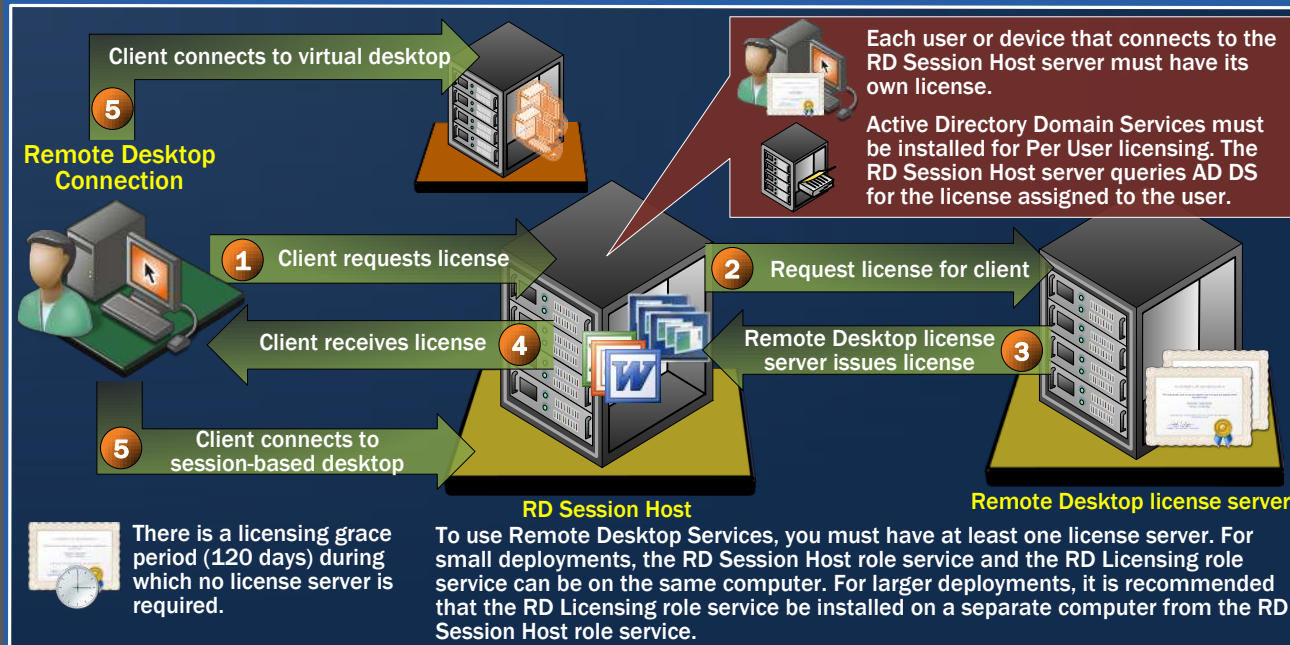 Client connects to virtual desktop
5
Remote Desktop
Connection
Each user or device that connects to the
RD Session Host server must have its
own license.
Active Directory Domain Services must
be installed for Per User licensing. The
RD Session Host server queries AD DS
for the license assigned to the user.
1
Client requests license
2
Request license for client
Client receives license
4
Remote Desktop license
server issues license
3
W
5
Client connects to
session-based desktop
RD Session Host
Remote Desktop license server
There is a licensing grace
period (120 days) during
which no license server is
required.
To use Remote Desktop Services, you must have at least one license server. For
small deployments, the RD Session Host role service and the RD Licensing role
service can be on the same computer. For larger deployments, it is recommended
that the RD Licensing role service be installed on a separate computer from the RD
Session Host role service.